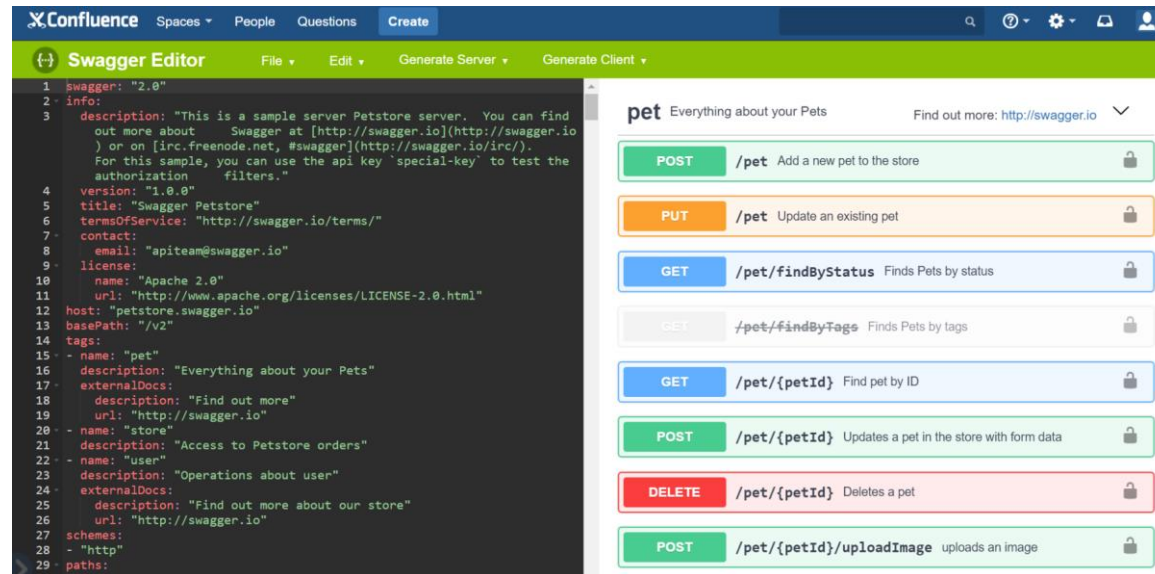 Confluence Spaces People Questions Create
Swagger Editor File Edit Generate Server Generate Client
1 swagger: "2.0"
2 info:
3 description: "This is a sample server Petstore server. You can find
out more about Swagger at [http://swagger.io](http://swagger.io
) or on [irc.freenode.net, #swagger](http://swagger.io/irc/).
For this sample, you can use the api key `special-key` to test the
authorization filters."
4 version: "1.0.0"
5 title: "Swagger Petstore"
6 termsOfService: "http://swagger.io/terms/"
7 contact:
8 email: "apiteam@swagger.io"
9 license:
10 name: "Apache 2.0"
11 url: "http://www.apache.org/licenses/LICENSE-2.0.html"
12 host: "petstore.swagger.io"
13 basePath: "/v2"
14 tags:
15 - name: "pet"
16 description: "Everything about your Pets"
17 externalDocs:
18 description: "Find out more"
19 url: "http://swagger.io"
20 - name: "store"
21 description: "Access to Petstore orders"
22 - name: "user"
23 description: "Operations about user"
24 externalDocs:
25 description: "Find out more about our store"
26 url: "http://swagger.io"
27 schemes:
28 - "http"
29 paths:
pet Everything about your Pets Find out more: http://swagger.io
POST /pet Add a new pet to the store
PUT /pet Update an existing pet
GET /pet/findByStatus Finds Pets by status
GET /pet/findByTags Finds Pets by tags
GET /pet/{petId} Find pet by ID
POST /pet/{petId} Updates a pet in the store with form data
DELETE /pet/{petId} Deletes a pet
POST /pet/{petId}/uploadImage uploads an image